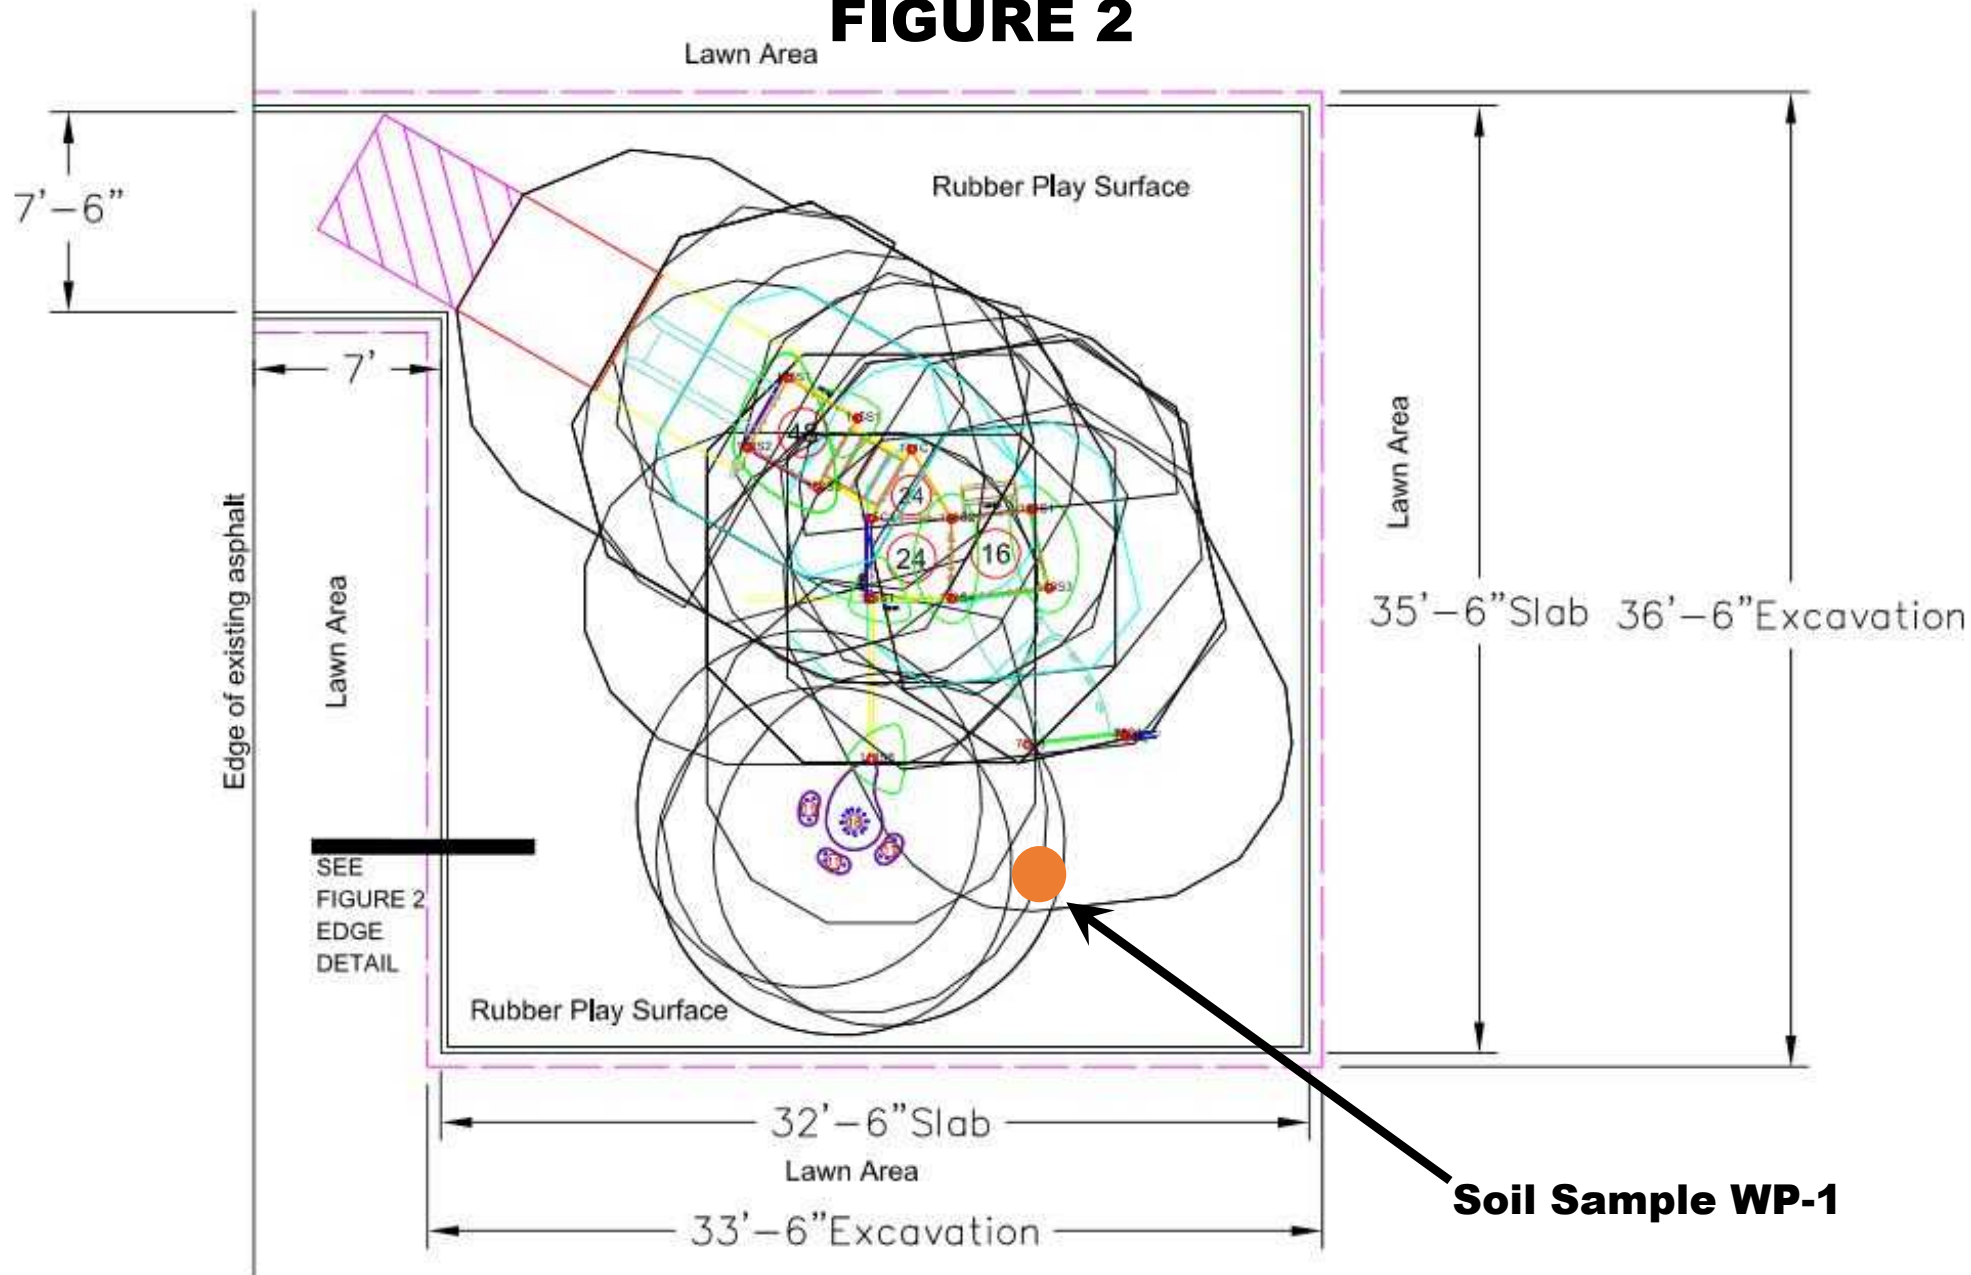 FIGURE 2
Lawn Area
Rubber Play Surface
7'-6"
7'
48
24
24
16
Lawn Area
35'-6"Slab
36'-6"Excavation
Edge of existing asphalt
Lawn Area
SEE
FIGURE 2
EDGE
DETAIL
Rubber Play Surface
32'-6"Slab
Lawn Area
33'-6"Excavation
Soil Sample WP-1